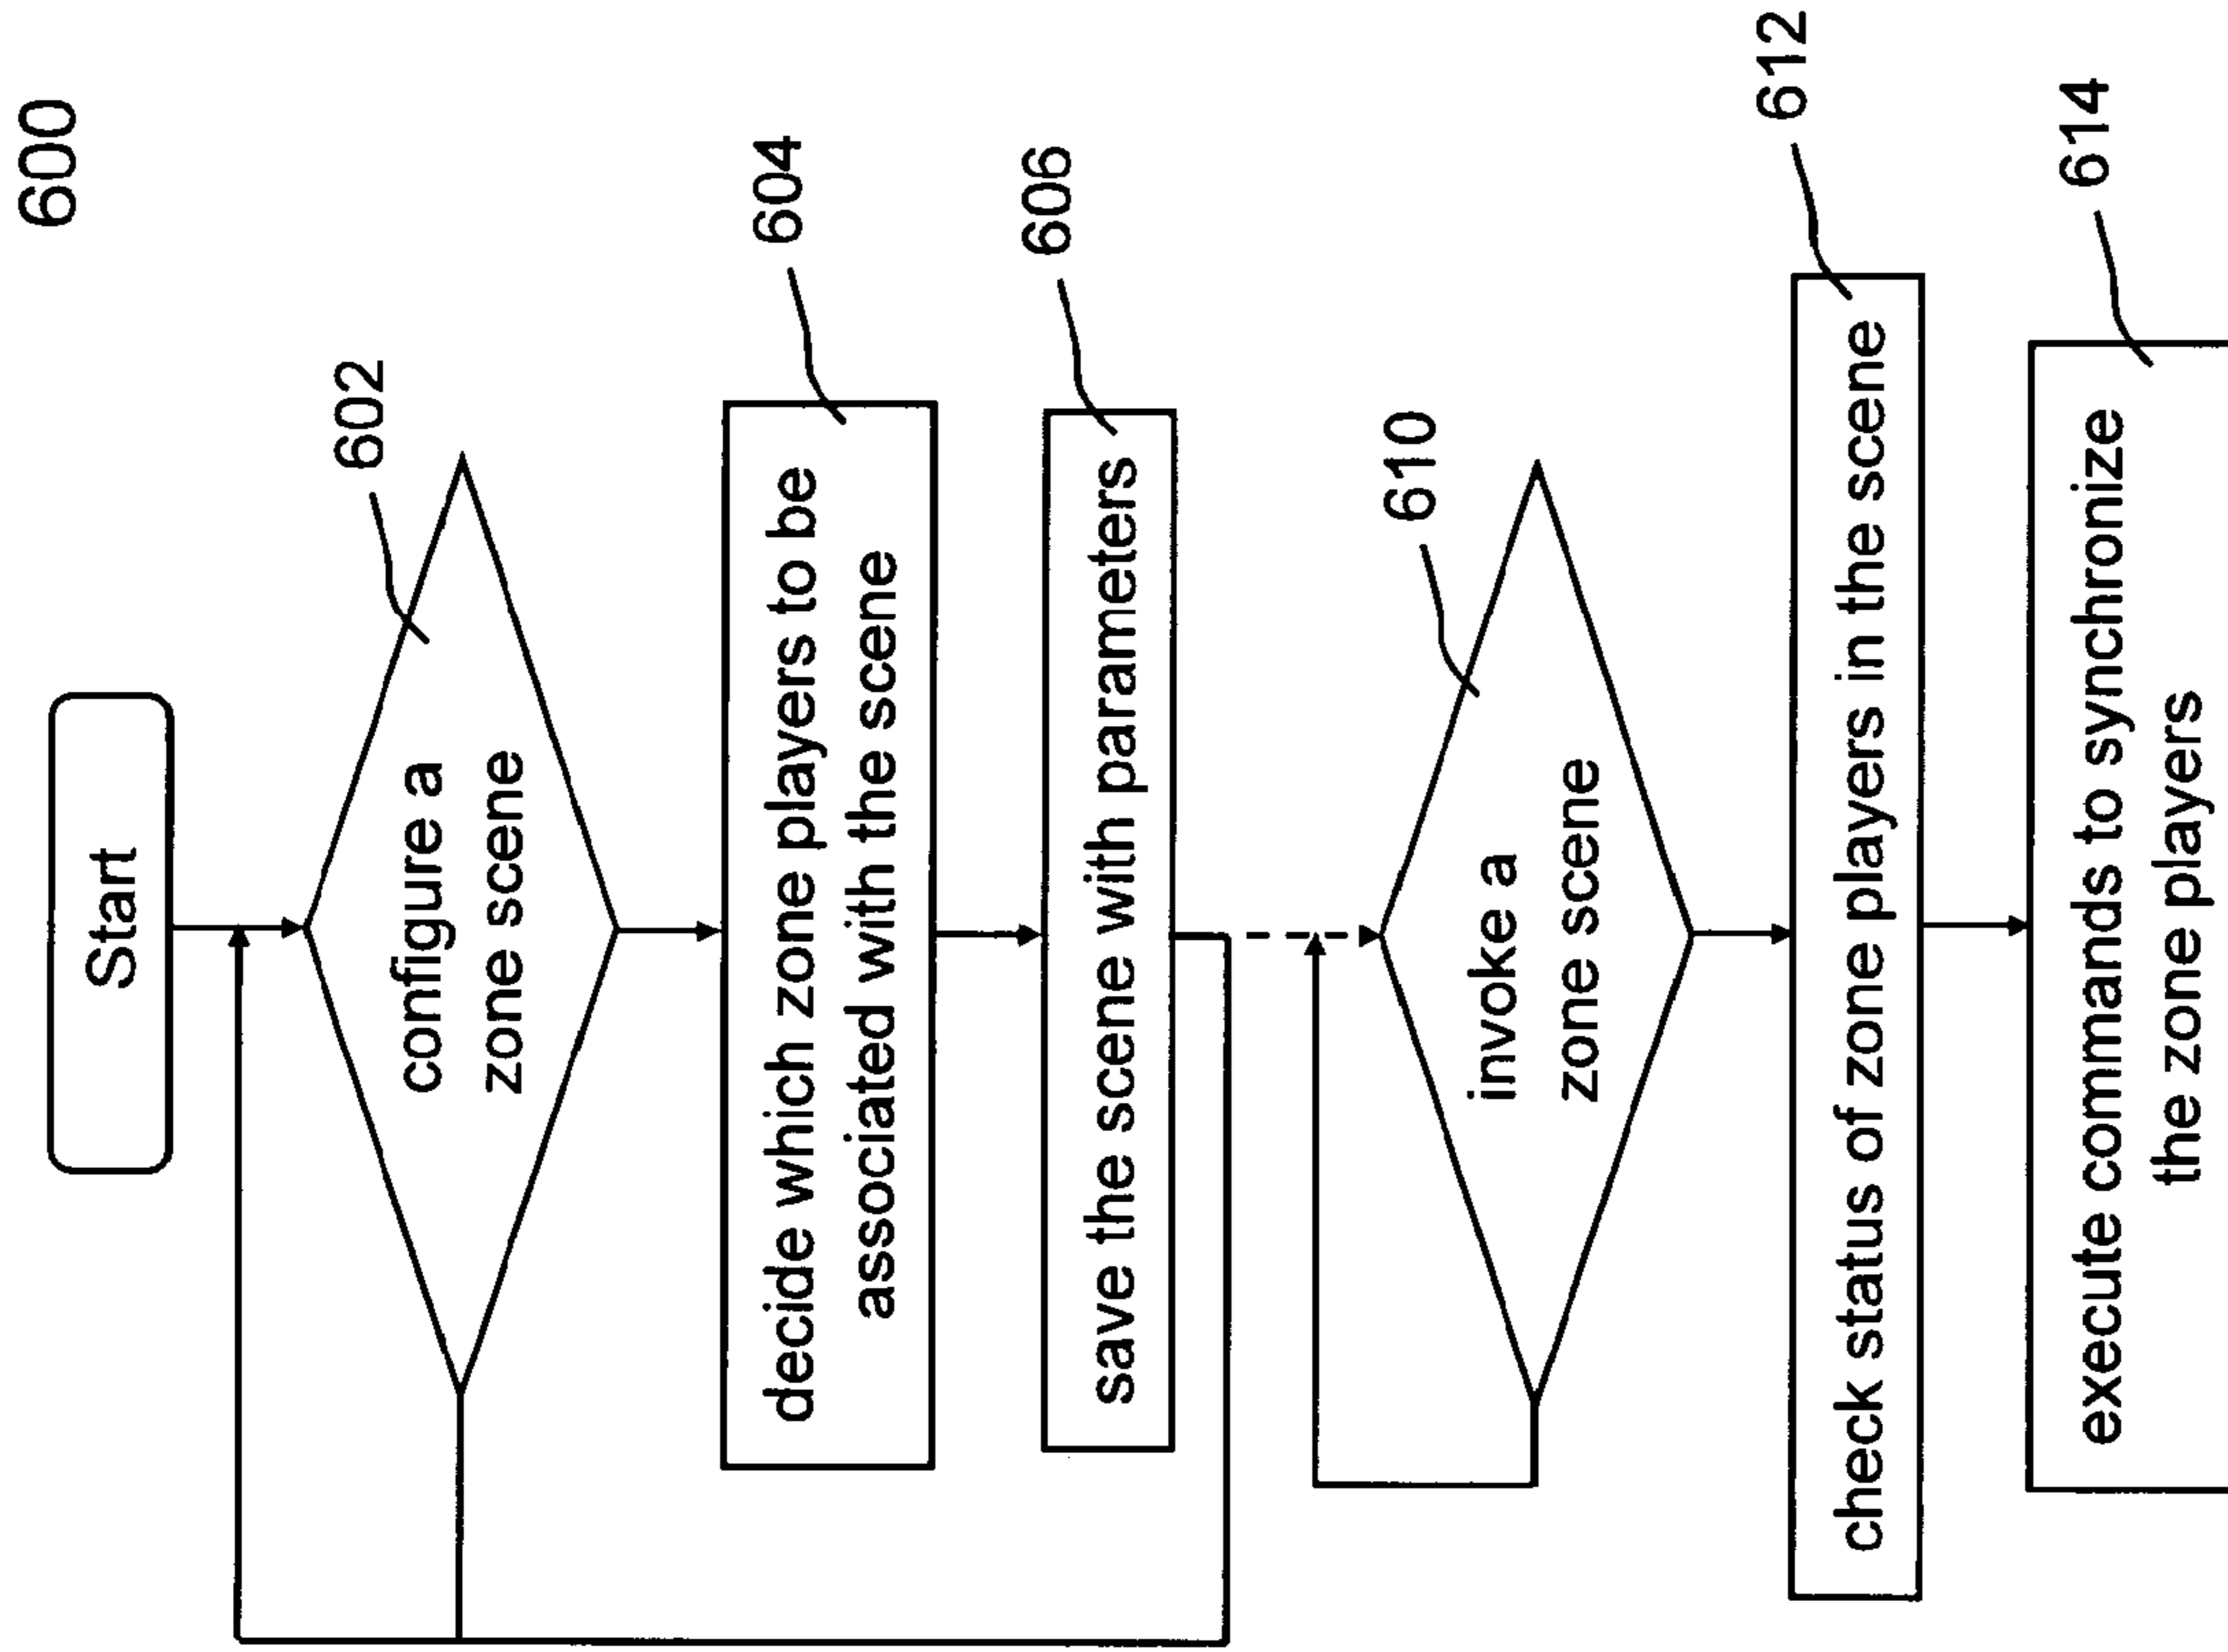 600
Start
602
configure a
zone scene
604
decide which zone players to be
associated with the scene
606
save the scene with parameters
610
invoke a
zone scene
612
check status of zone players in the scene
614
execute commands to synchronize
the zone players